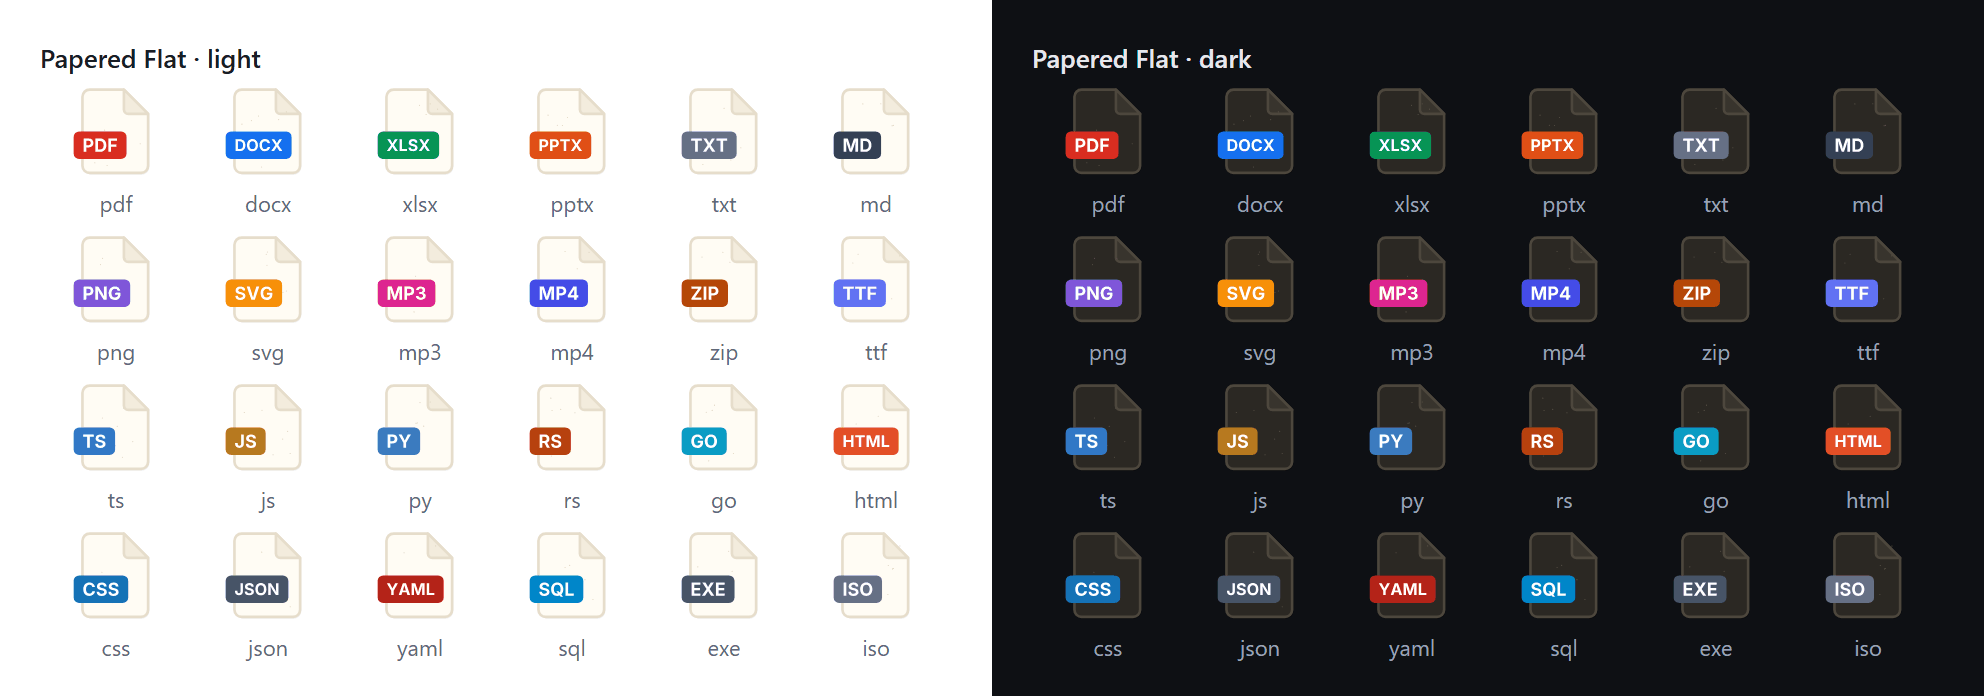 Papered Flat · light
PDF DOCX XLSX PPTX TXT MD
pdf docx xlsx pptx txt md
PNG SVG MP3 MP4 ZIP TTF
png svg mp3 mp4 zip ttf
TS JS PY RS GO HTML
ts js py rs go html
CSS JSON YAML SQL EXE ISO
css json yaml sql exe iso
Papered Flat · dark
PDF DOCX XLSX PPTX TXT MD
pdf docx xlsx pptx txt md
PNG SVG MP3 MP4 ZIP TTF
png svg mp3 mp4 zip ttf
TS JS PY RS GO HTML
ts js py rs go html
CSS JSON YAML SQL EXE ISO
css json yaml sql exe iso